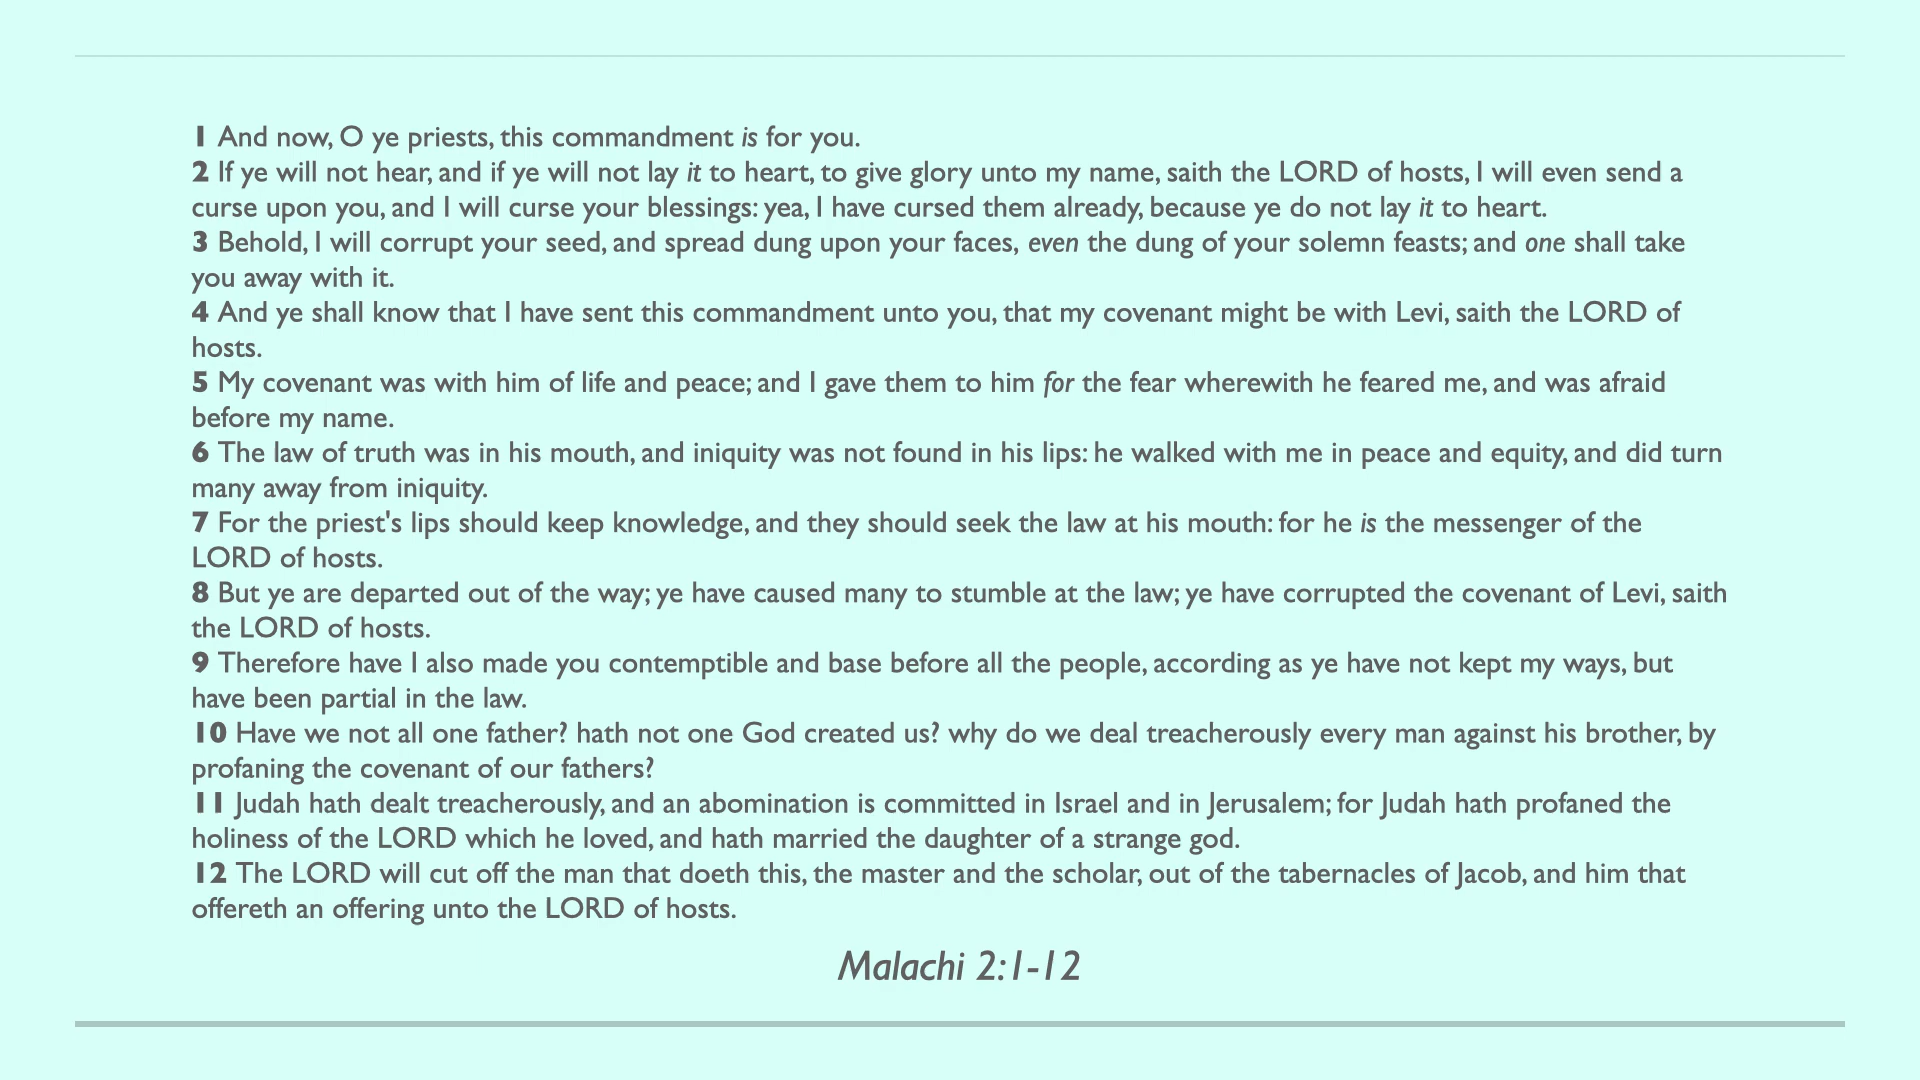 1 And now, O ye priests, this commandment is for you.
2 If ye will not hear, and if ye will not lay it to heart, to give glory unto my name, saith the LORD of hosts, I will even send a
curse upon you, and I will curse your blessings: yea, I have cursed them already, because ye do not lay it to heart.
3 Behold, I will corrupt your seed, and spread dung upon your faces, even the dung of your solemn feasts; and one shall take
you away with it.
4 And ye shall know that I have sent this commandment unto you, that my covenant might be with Levi, saith the LORD of
hosts.
5 My covenant was with him of life and peace; and I gave them to him for the fear wherewith he feared me, and was afraid
before my name.
6 The law of truth was in his mouth, and iniquity was not found in his lips: he walked with me in peace and equity, and did turn
many away from iniquity.
7 For the priest's lips should keep knowledge, and they should seek the law at his mouth: for he is the messenger of the
LORD of hosts.
8 But ye are departed out of the way; ye have caused many to stumble at the law; ye have corrupted the covenant of Levi, saith
the LORD of hosts.
9 Therefore have I also made you contemptible and base before all the people, according as ye have not kept my ways, but
have been partial in the law.
10 Have we not all one father? hath not one God created us? why do we deal treacherously every man against his brother, by
profaning the covenant of our fathers?
11 Judah hath dealt treacherously, and an abomination is committed in Israel and in Jerusalem; for Judah hath profaned the
holiness of the LORD which he loved, and hath married the daughter of a strange god.
12 The LORD will cut off the man that doeth this, the master and the scholar, out of the tabernacles of Jacob, and him that
offereth an offering unto the LORD of hosts.
Malachi 2:1-12